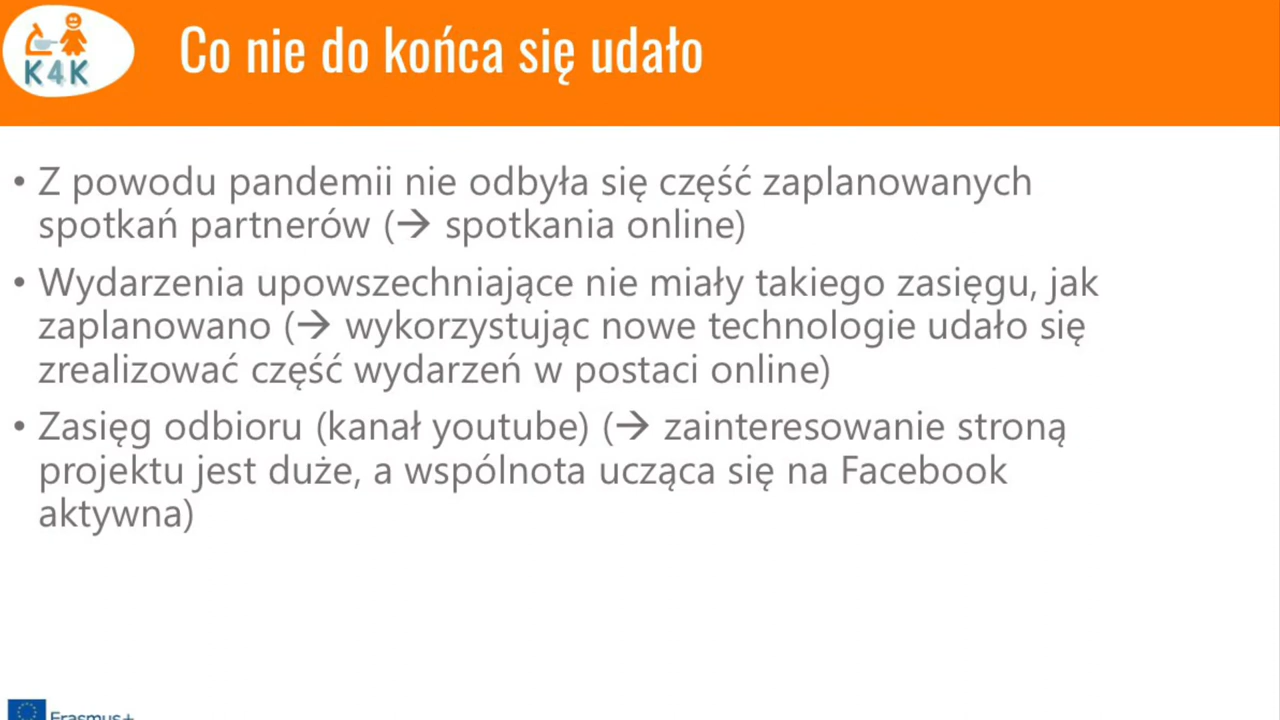 K4K
Co nie do końca się udało
• Z powodu pandemii nie odbyła się część zaplanowanych
spotkań partnerów (→ spotkania online)
• Wydarzenia upowszechniające nie miały takiego zasięgu, jak
zaplanowano (→ wykorzystując nowe technologie udało się
zrealizować część wydarzeń w postaci online)
• Zasięg odbioru (kanał youtube) (→ zainteresowanie stroną
projektu jest duże, a wspólnota ucząca się na Facebook
aktywna)
Erasmus+